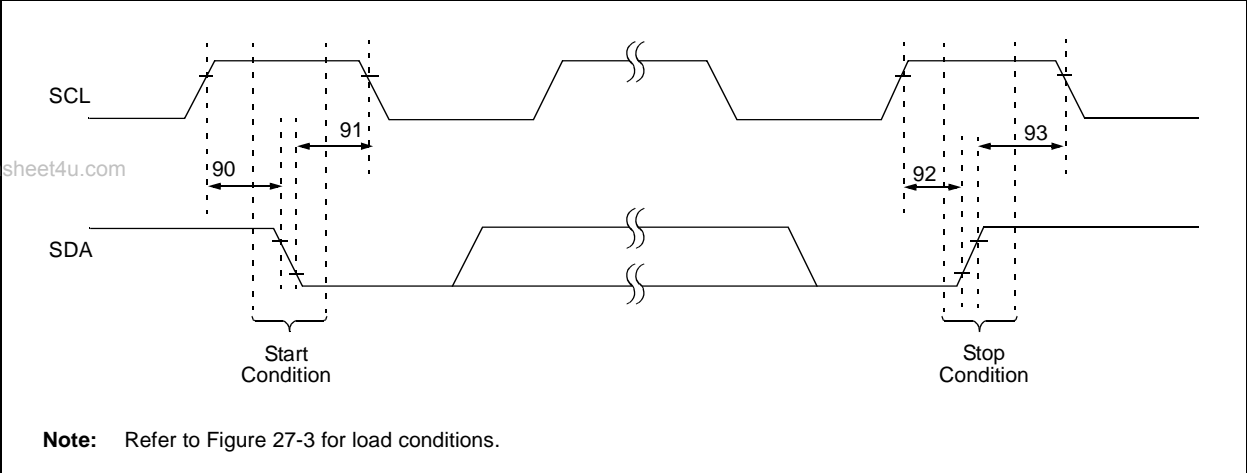 SCL
91
93
sheet4u.com
90
92
SDA
Start
Condition
Stop
Condition
Note: Refer to Figure 27-3 for load conditions.